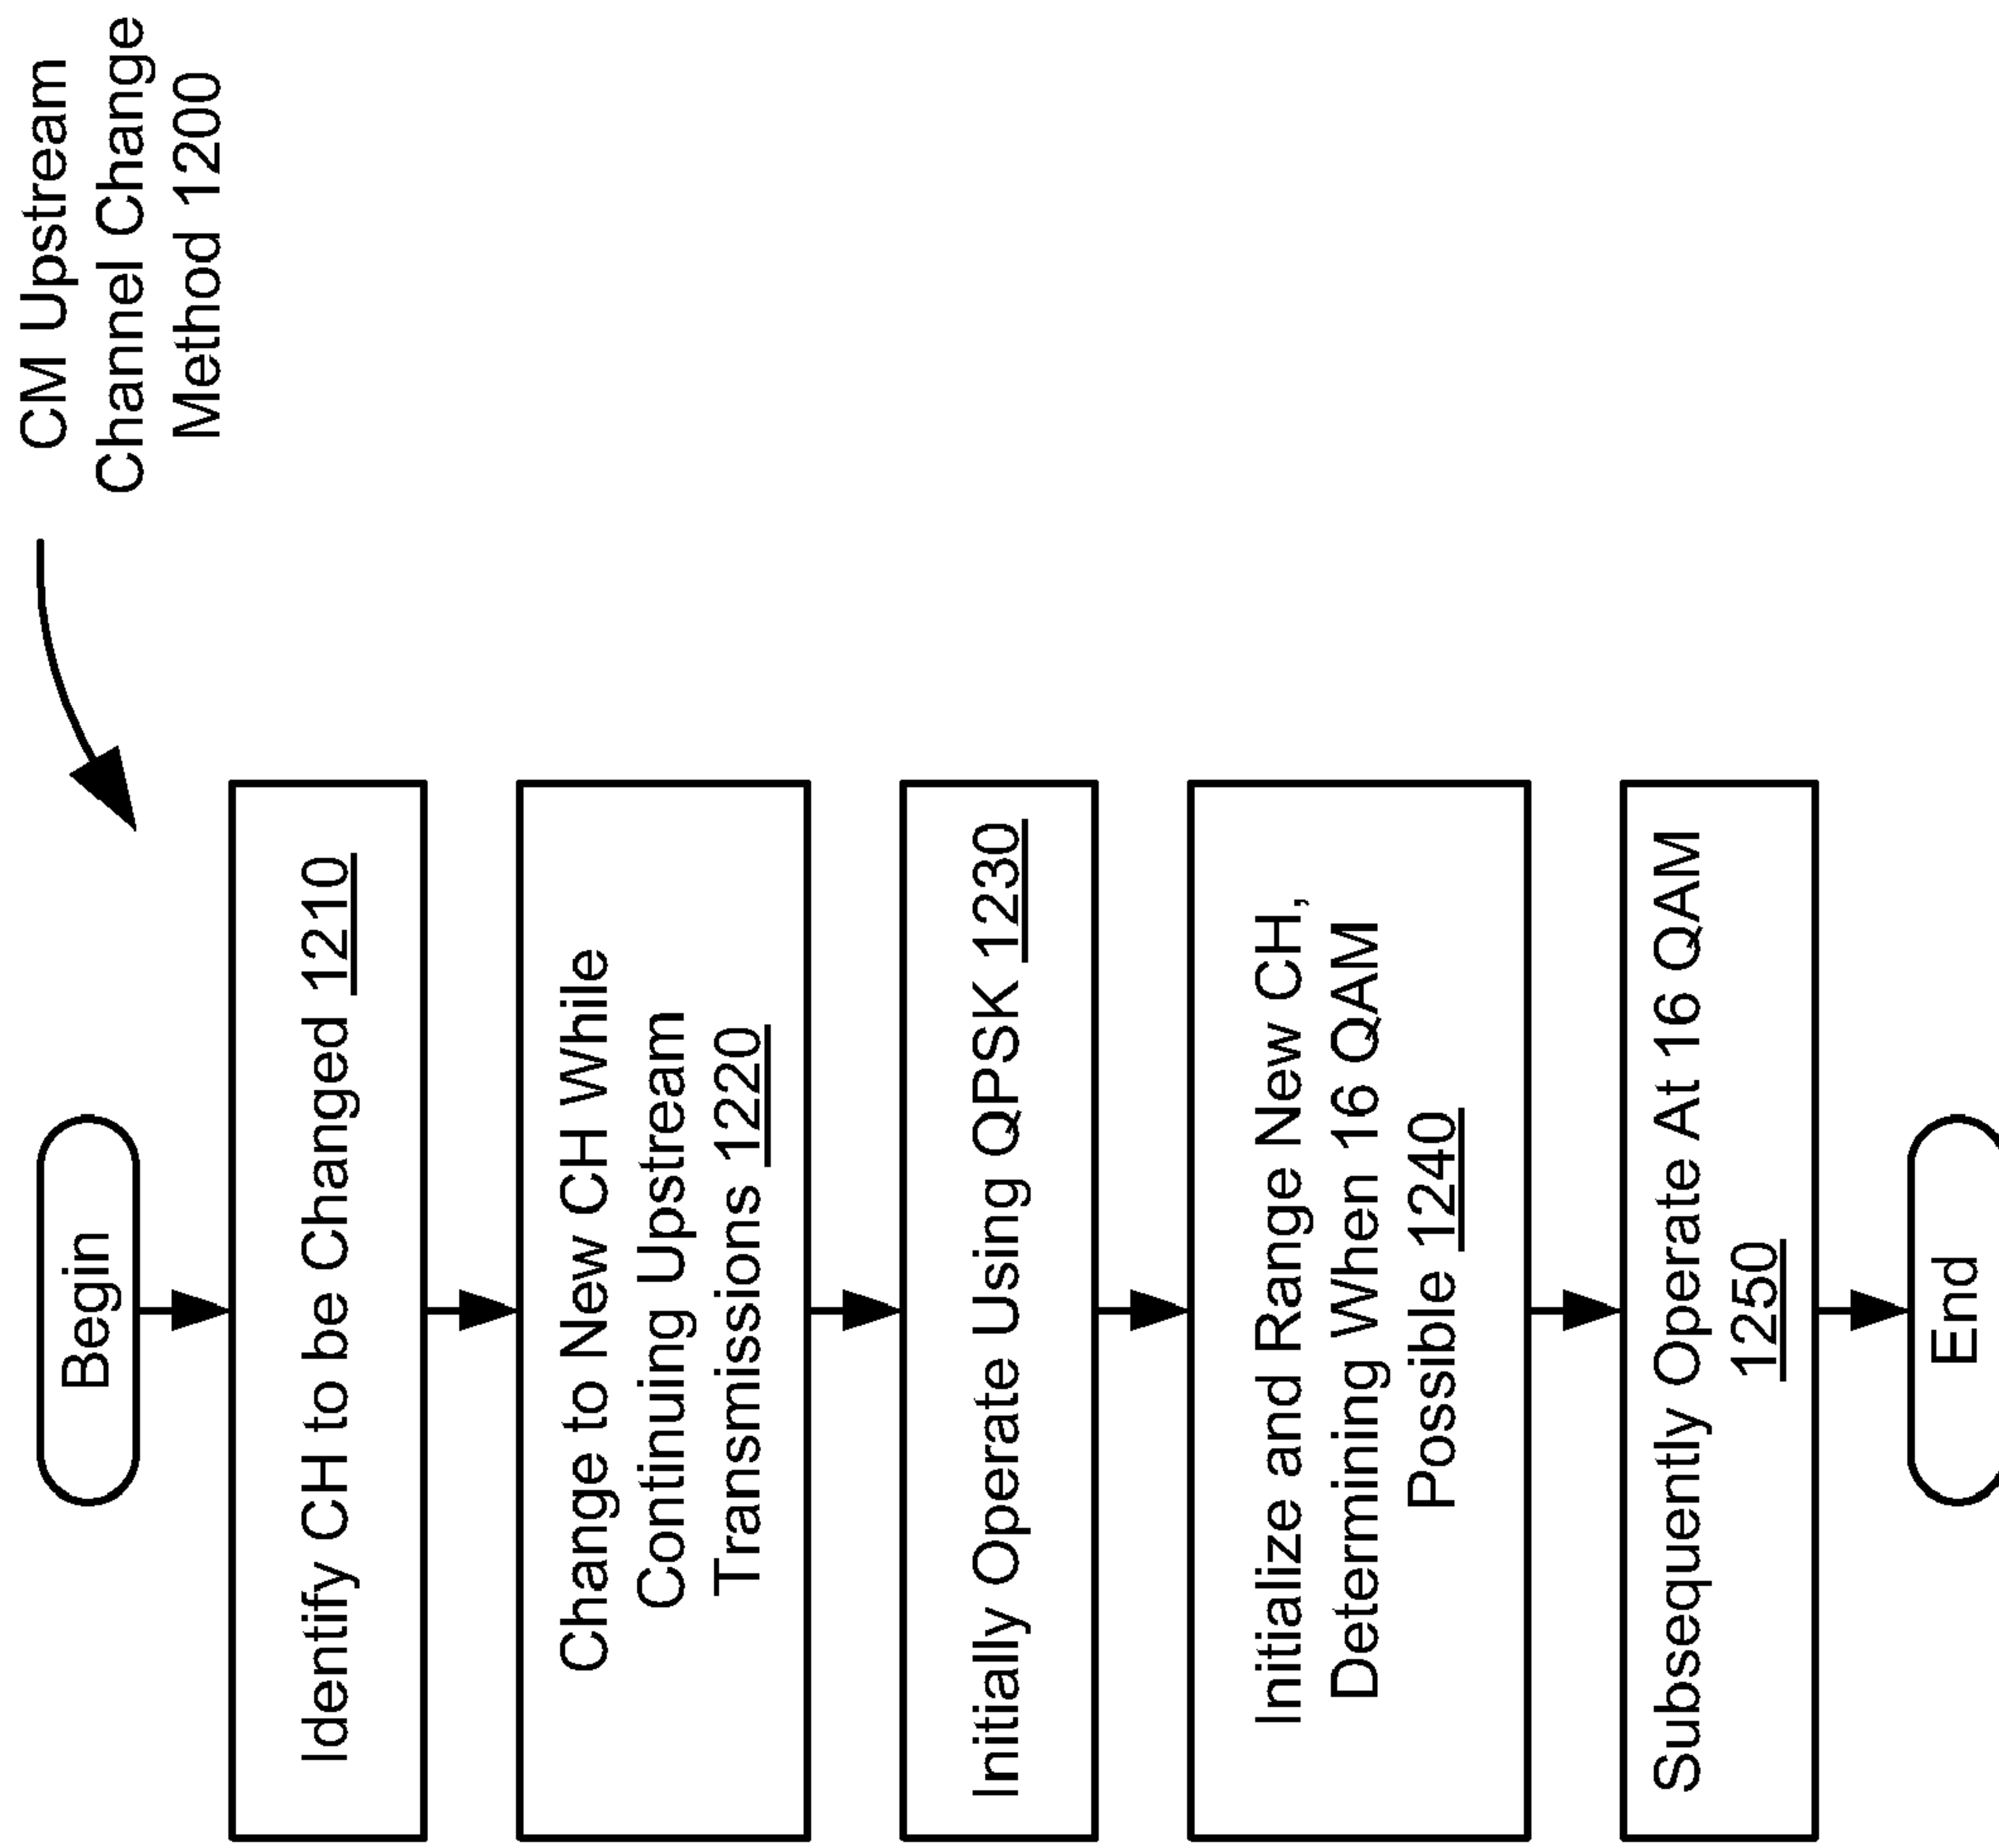 CM Upstream
Channel Change
Method 1200
Begin
Identify CH to be Changed 1210
Change to New CH While
Continuing Upstream
Transmissions 1220
Initially Operate Using QPSK 1230
Initialize and Range New CH,
Determining When 16 QAM
Possible 1240
Subsequently Operate At 16 QAM
1250
End